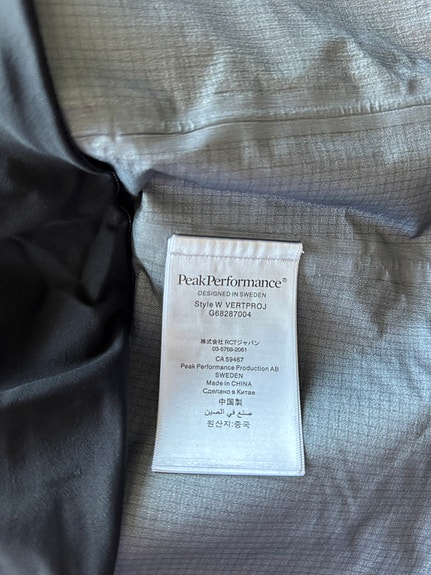 PeakPerformance®
DESIGNED IN SWEDEN
Style W VERTPROJ
G68287004
株式会社 RCTジャパン
03-5768-2061
CA 59467
Peak Performance Production AB
SWEDEN
Made in CHINA
Сделано в Китае
中国製
صنع في الصين
원산지:중국